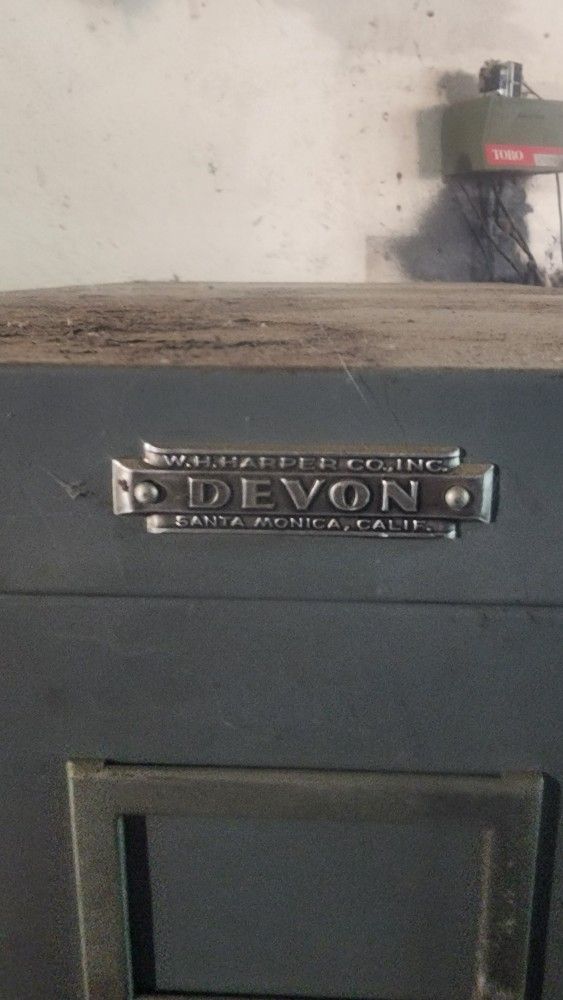 TORO
W.H. HARPER CO., INC.
DEVON
SANTA MONICA, CALIF.